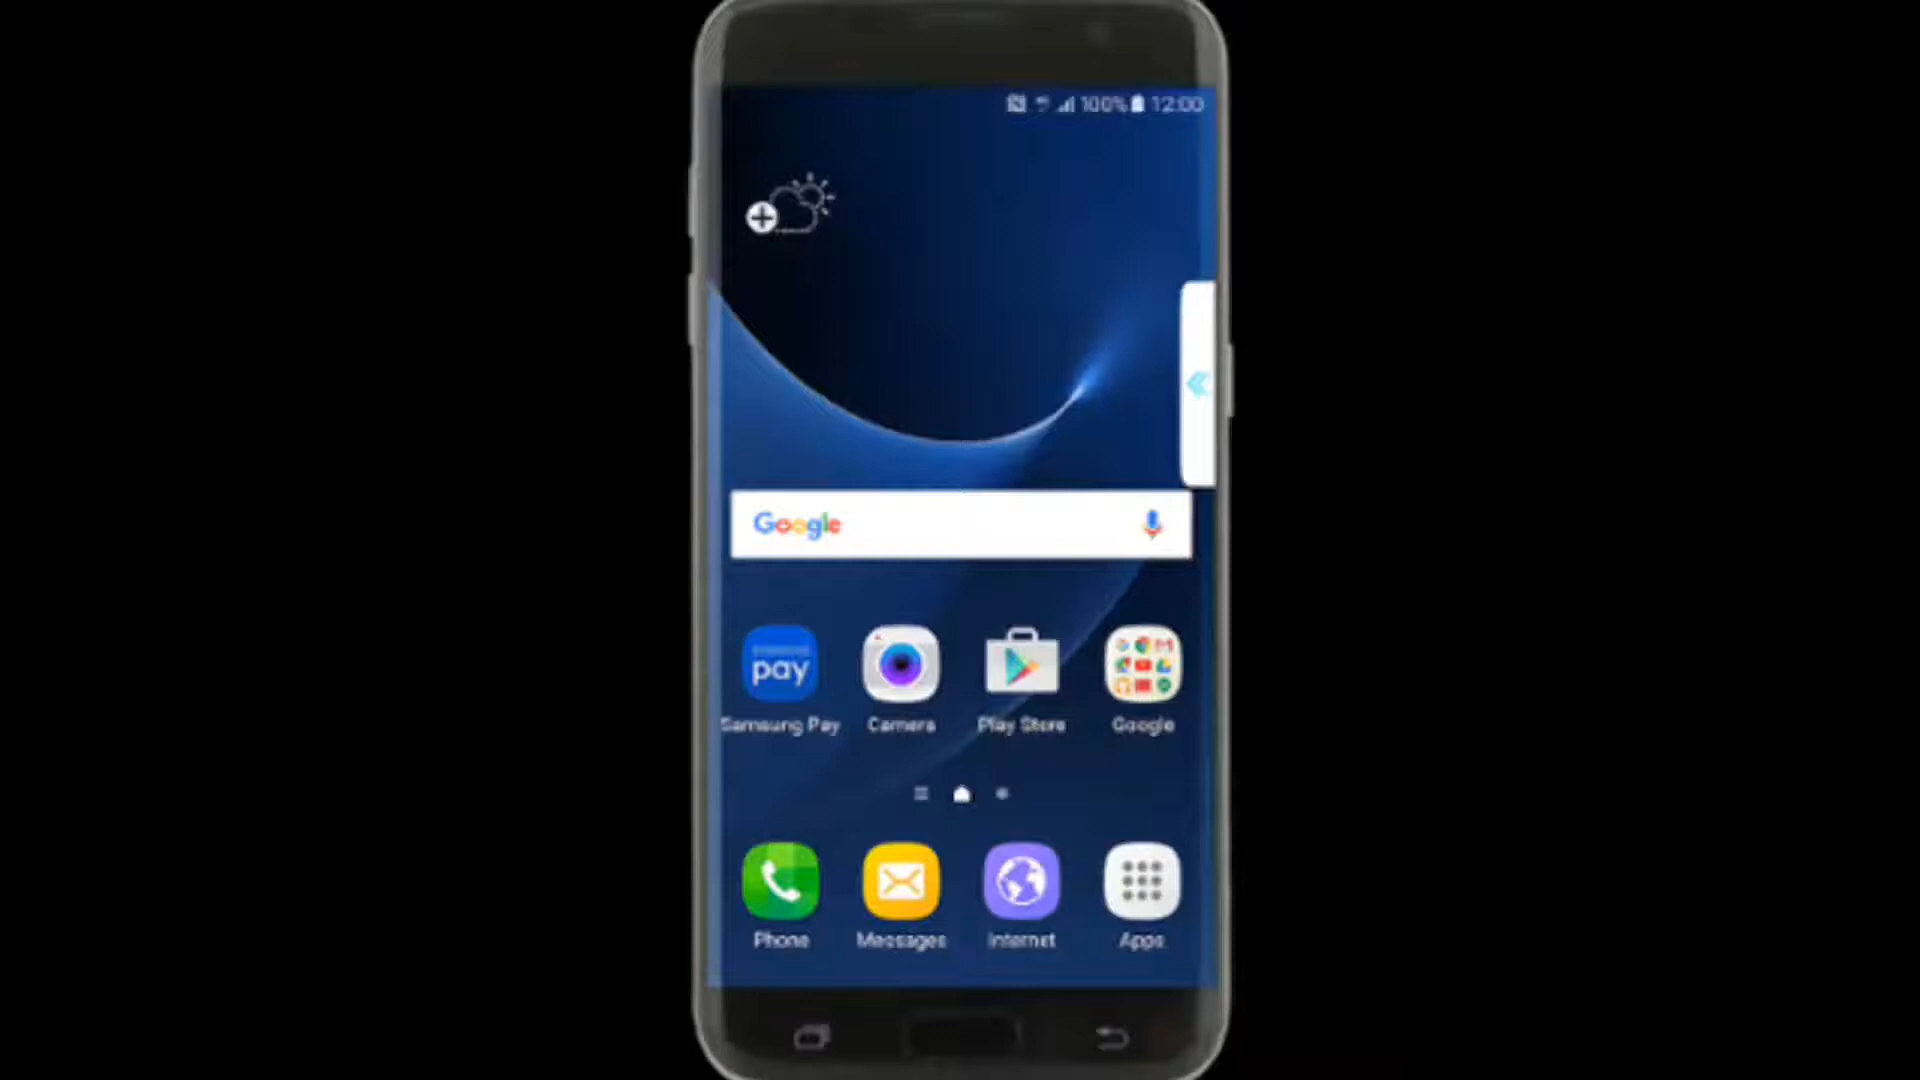 100% 12:00
Google
pay
Samsung Pay Camera Play Store Google
Phone Messages Internet Apps